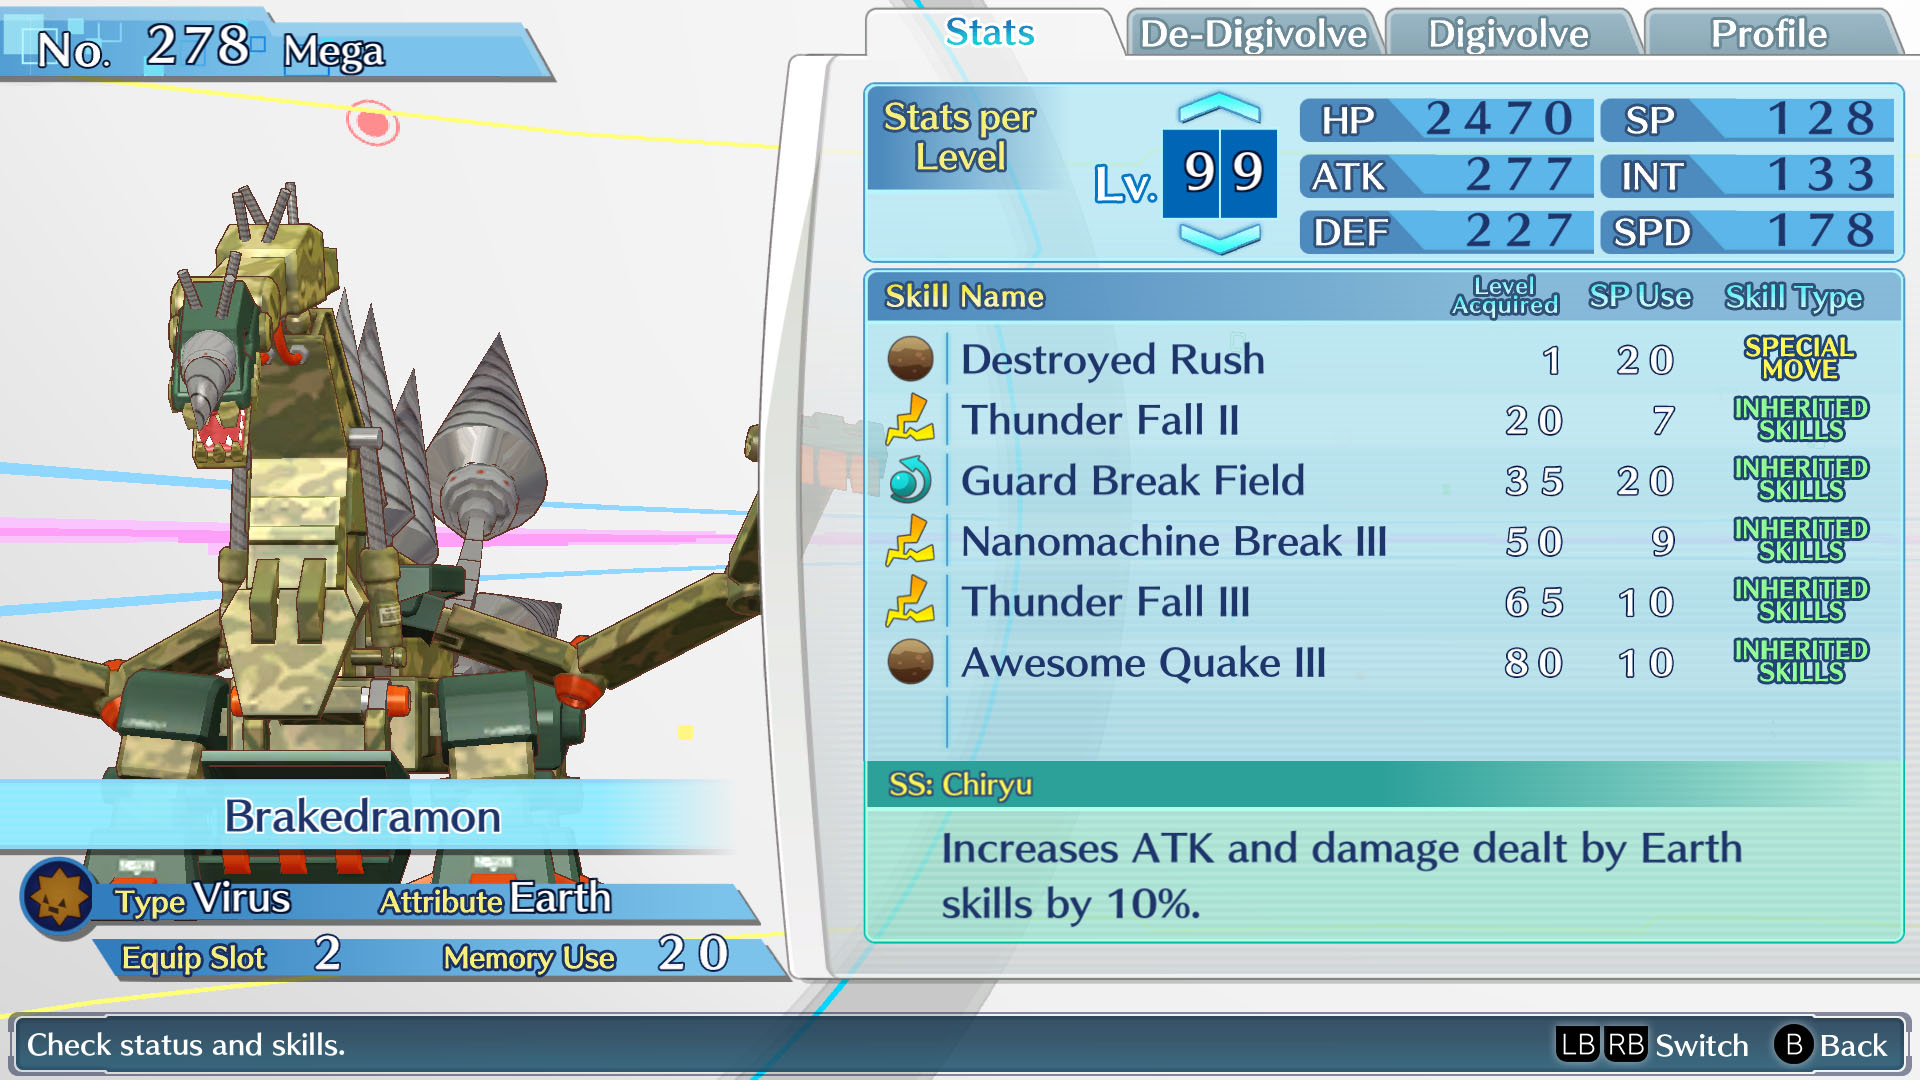 No. 278 Mega
Stats
De-Digivolve
Digivolve
Profile
Stats per
Level
Lv. 99
HP 2470
SP 128
ATK 277
INT 133
DEF 227
SPD 178
Skill Name
Level
Acquired
SP Use
Skill Type
Destroyed Rush 1 20 SPECIAL
MOVE
Thunder Fall II 20 7 INHERITED
SKILLS
Guard Break Field 35 20 INHERITED
SKILLS
Nanomachine Break III 50 9 INHERITED
SKILLS
Thunder Fall III 65 10 INHERITED
SKILLS
Awesome Quake III 80 10 INHERITED
SKILLS
SS: Chiryu
Increases ATK and damage dealt by Earth
skills by 10%.
Brakedramon
Type Virus Attribute Earth
Equip Slot 2 Memory Use 20
Check status and skills.
LB RB Switch B Back